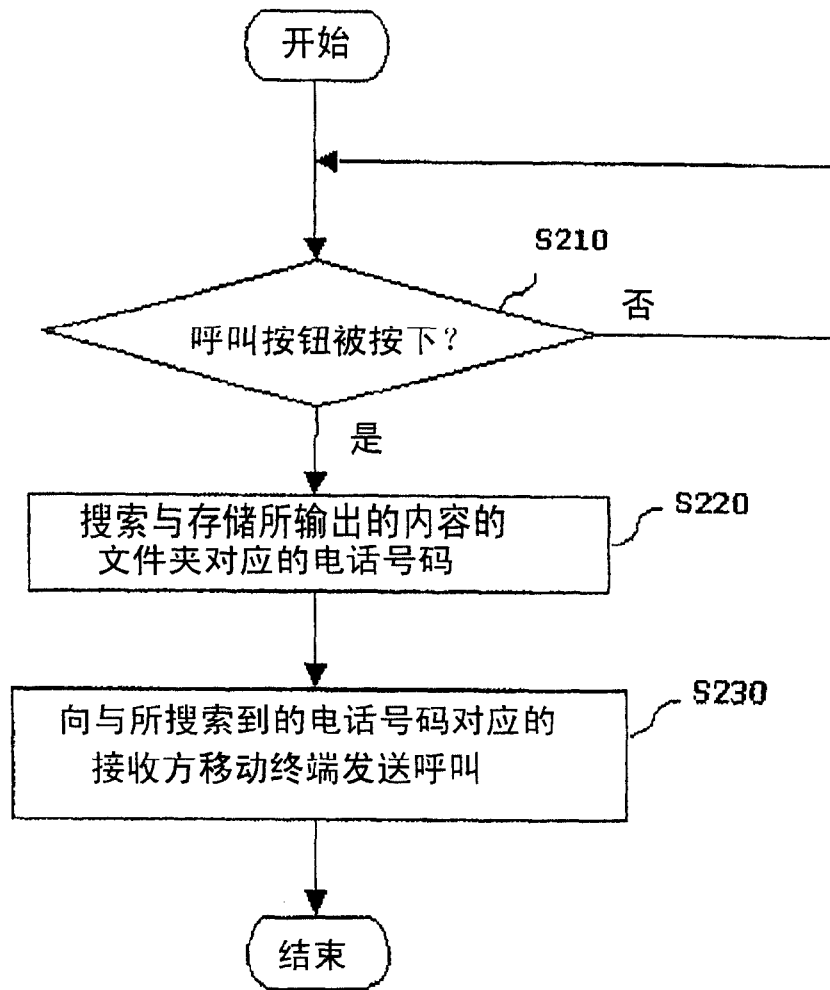 开始
S210
呼叫按钮被按下?
否
是
S220
搜索与存储所输出的内容的
文件夹对应的电话号码
S230
向与所搜索到的电话号码对应的
接收方移动终端发送呼叫
结束